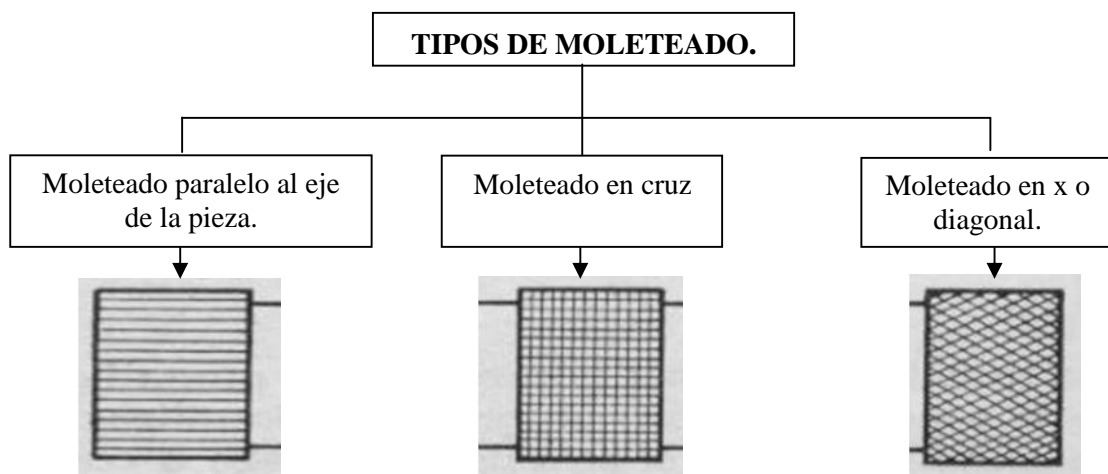 TIPOS DE MOLETEADO.
Moleteado paralelo al eje
de la pieza.
Moleteado en cruz
Moleteado en x o
diagonal.